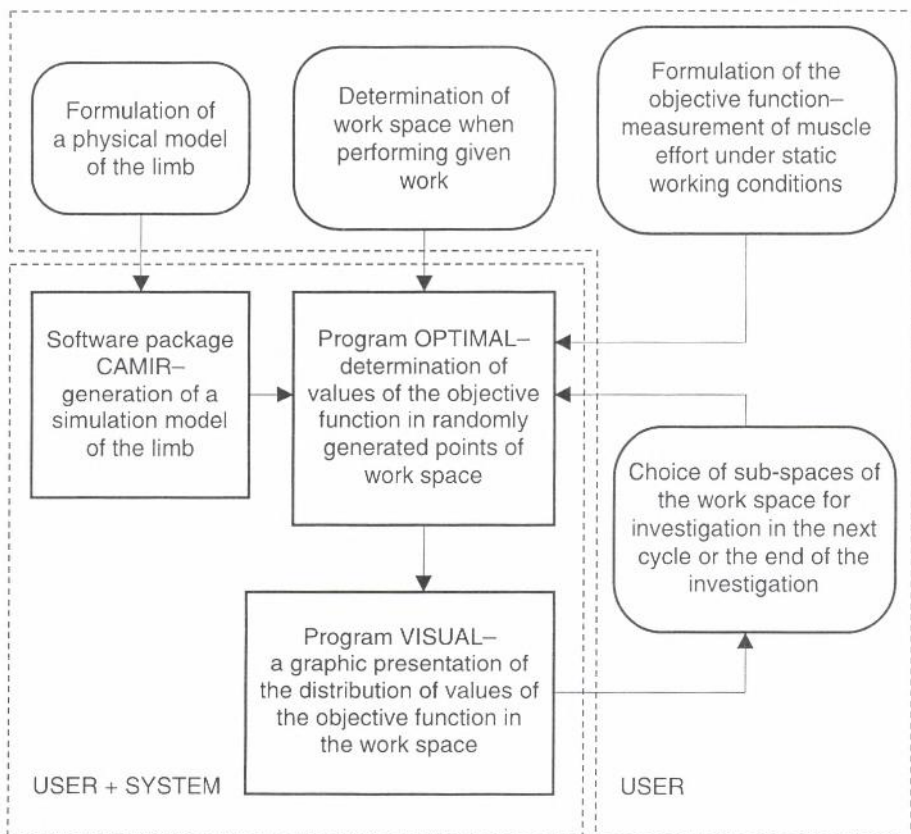 Formulation of
a physical model
of the limb
Determination of
work space when
performing given
work
Formulation of the
objective function–
measurement of muscle
effort under static
working conditions
Software package
CAMIR–
generation of a
simulation model
of the limb
Program OPTIMAL–
determination of
values of the objective
function in randomly
generated points of
work space
Choice of sub-spaces of
the work space for
investigation in the next
cycle or the end of the
investigation
Program VISUAL–
a graphic presentation of
the distribution of values of
the objective function in
the work space
USER + SYSTEM
USER